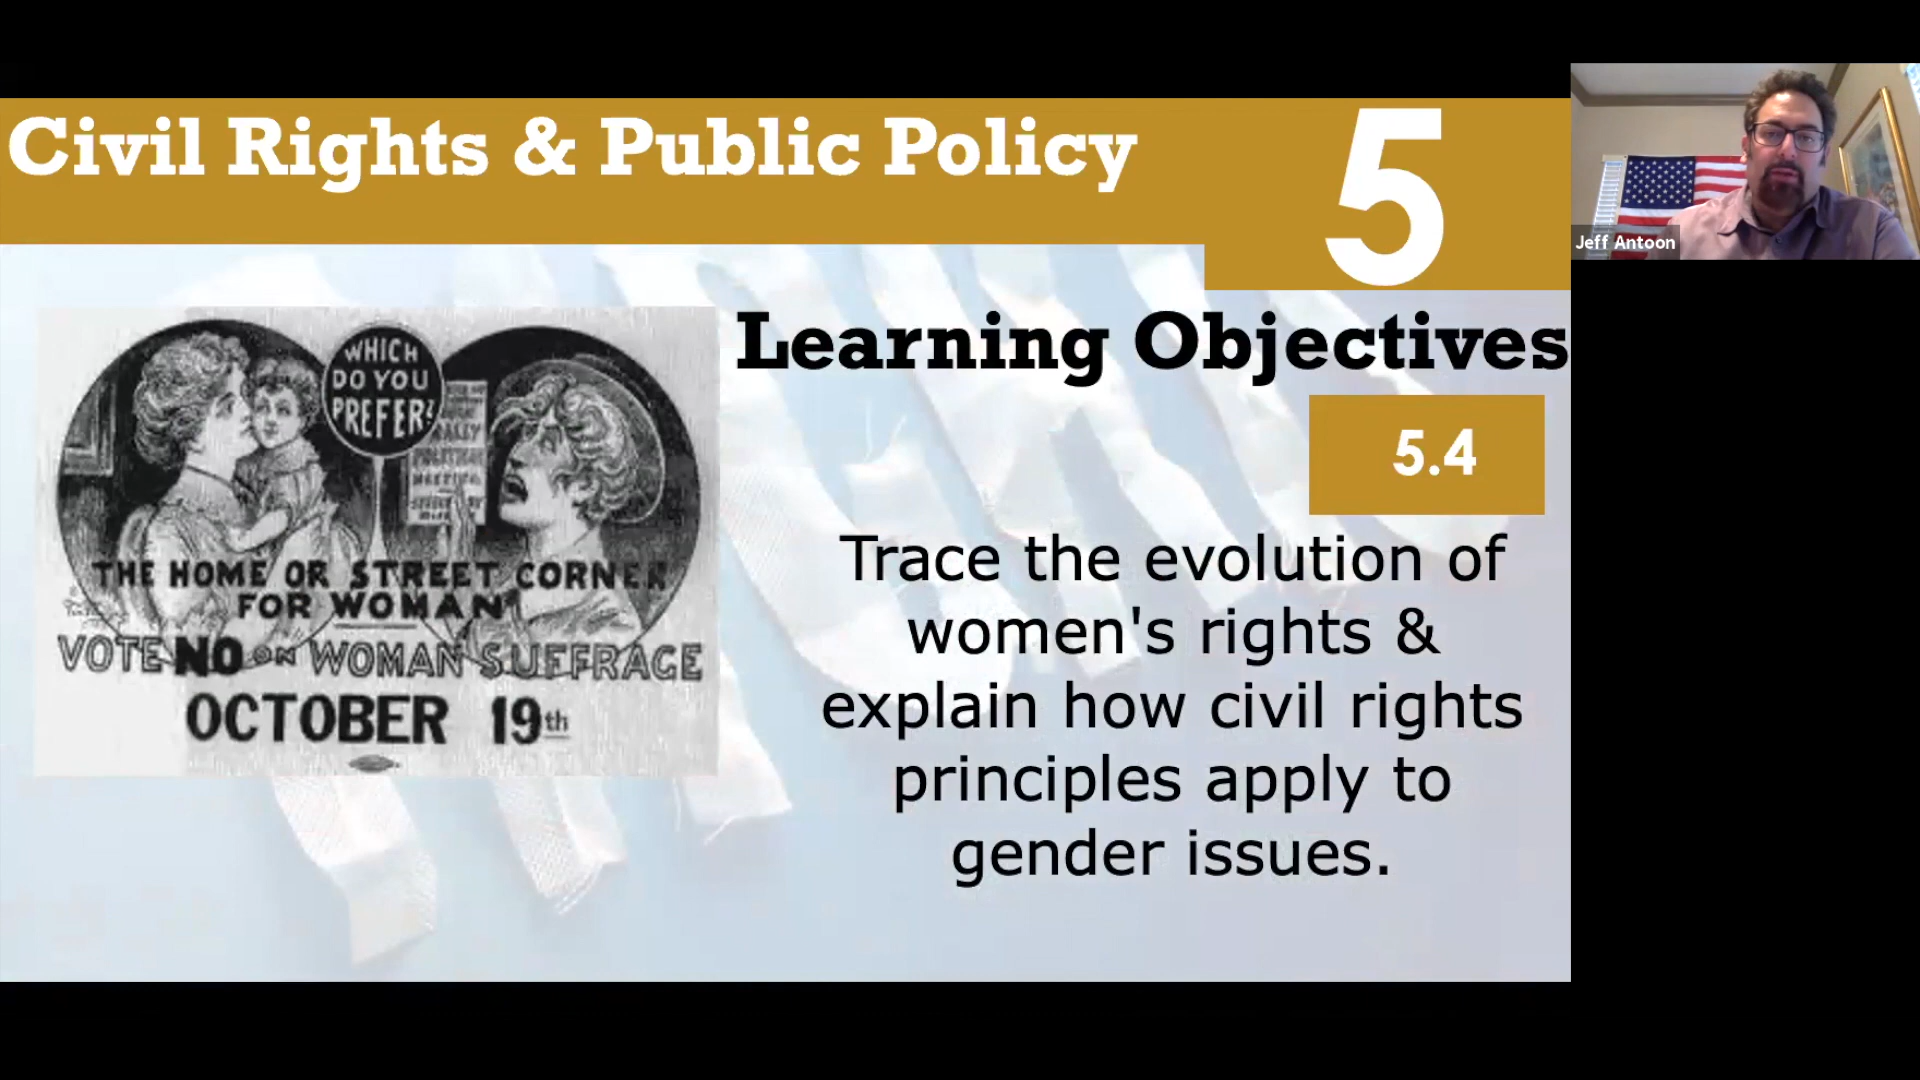 Civil Rights & Public Policy
5
Jeff Antoon
Learning Objectives
5.4
Trace the evolution of
women's rights &
explain how civil rights
principles apply to
gender issues.
WHICH
DO YOU
PREFER?
THE HOME OR STREET CORNER
FOR WOMAN
VOTE NO ON WOMAN SUFFRAGE
OCTOBER 19th